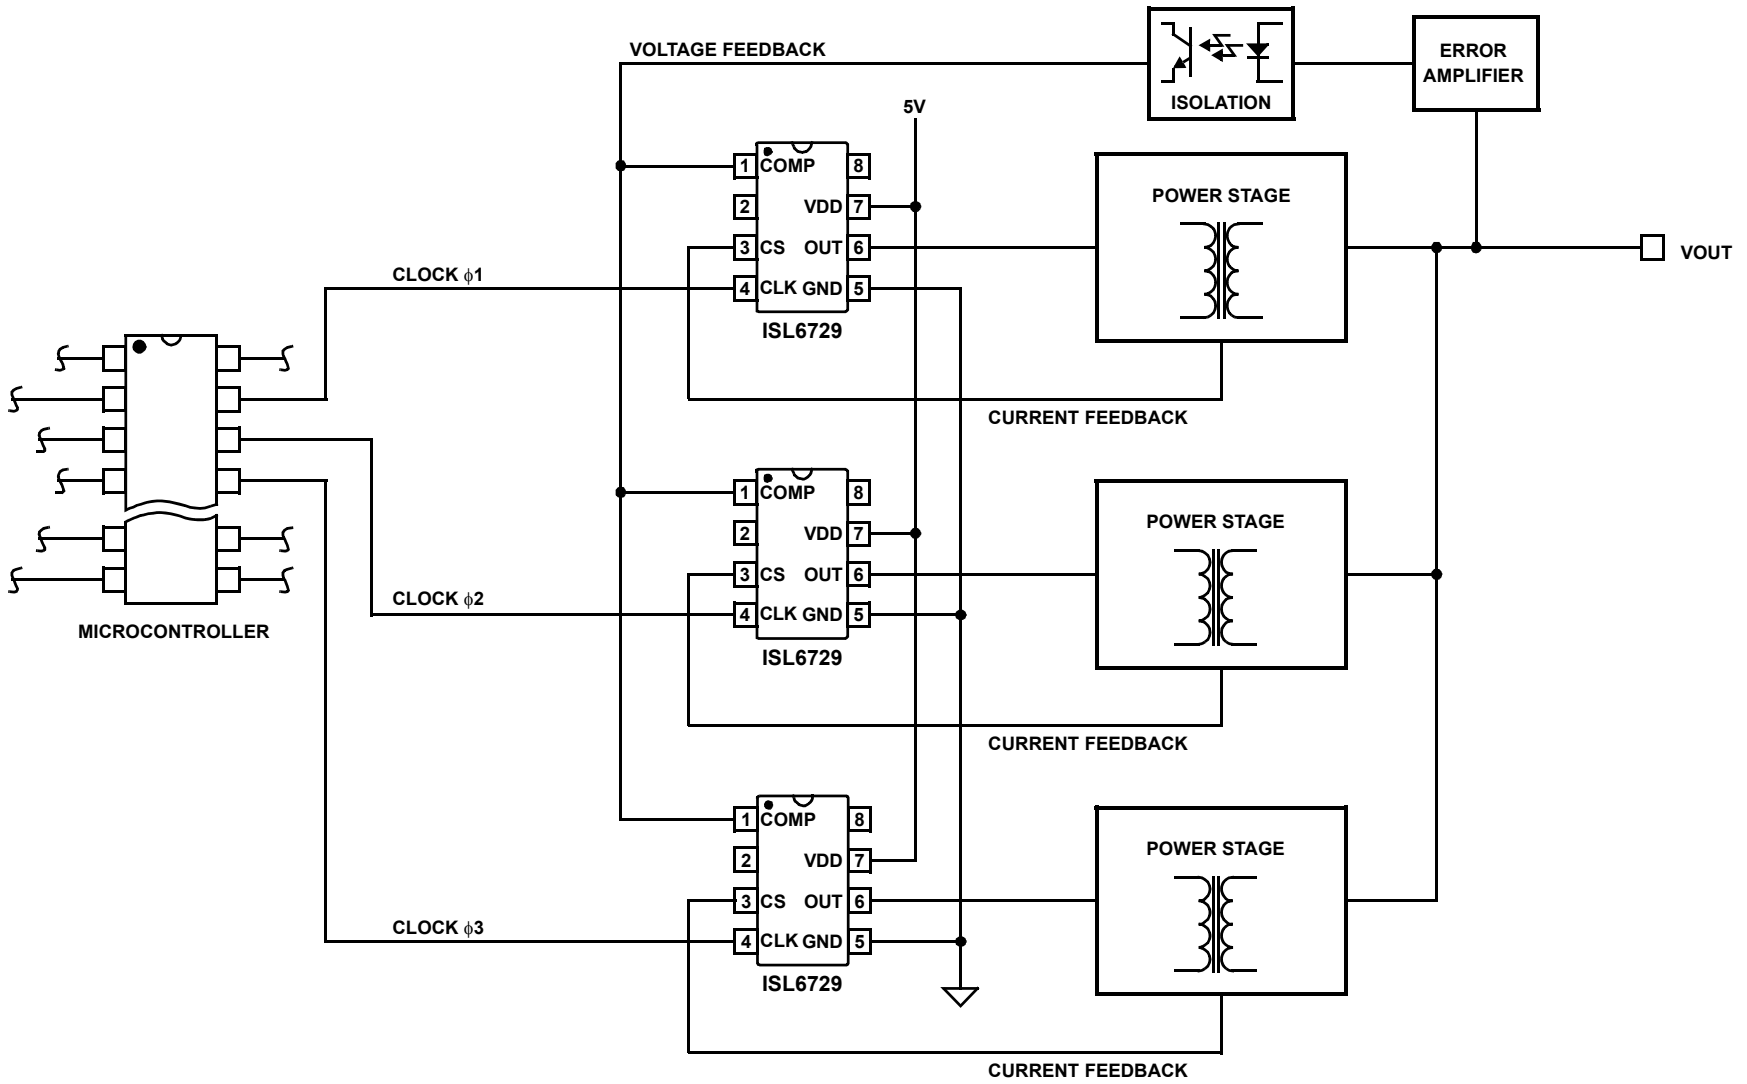 VOLTAGE FEEDBACK
ISOLATION
ERROR
AMPLIFIER
5V
1 COMP 8
2 VDD 7
3 CS OUT 6
4 CLK GND 5
ISL6729
POWER STAGE
VOUT
CLOCK ϕ1
CURRENT FEEDBACK
MICROCONTROLLER
1 COMP 8
2 VDD 7
3 CS OUT 6
4 CLK GND 5
ISL6729
POWER STAGE
CLOCK ϕ2
CURRENT FEEDBACK
1 COMP 8
2 VDD 7
3 CS OUT 6
4 CLK GND 5
ISL6729
POWER STAGE
CLOCK ϕ3
CURRENT FEEDBACK